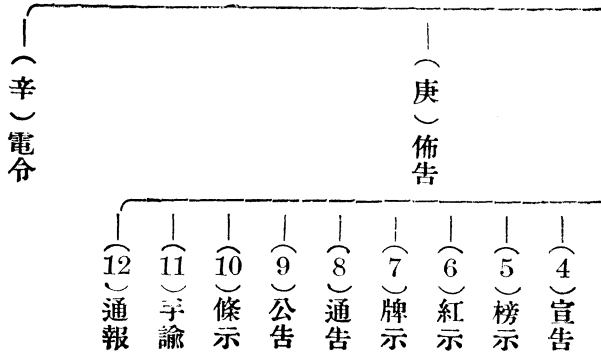 (庚)佈告
(4)宣告
(5)榜示
(6)紅示
(7)牌示
(8)通告
(9)公告
(10)條示
(11)手諭
(12)通報
(辛)電令